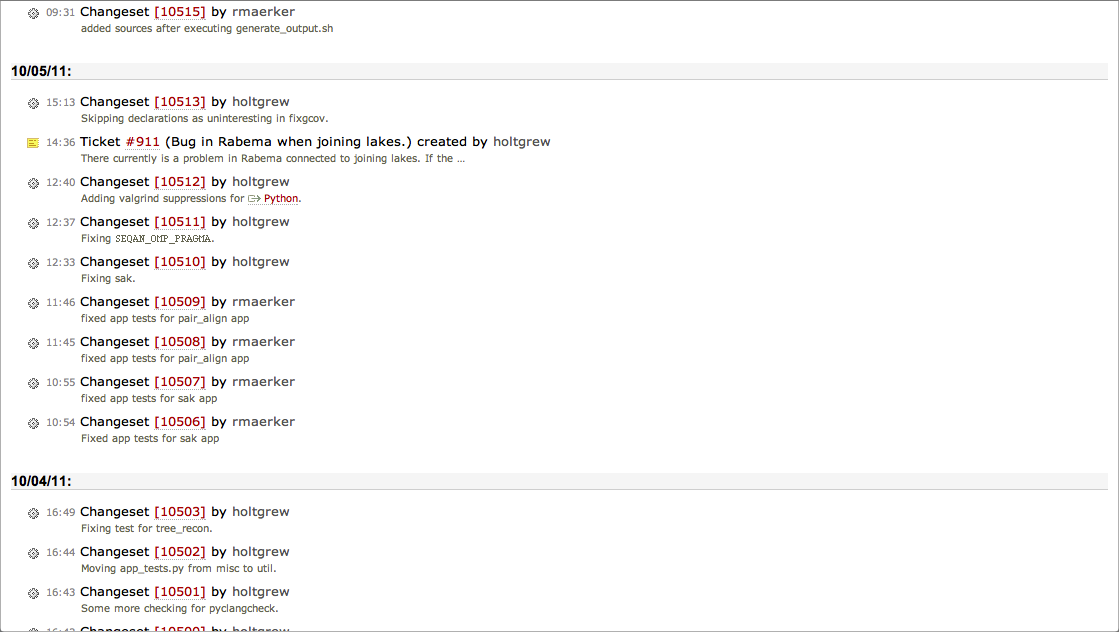 09:31 Changeset [10515] by rmaerker
added sources after executing generate_output.sh
10/05/11:
15:13 Changeset [10513] by holtgrew
Skipping declarations as uninteresting in fixgcov.
14:36 Ticket #911 (Bug in Rabema when joining lakes.) created by holtgrew
There currently is a problem in Rabema connected to joining lakes. If the ...
12:40 Changeset [10512] by holtgrew
Adding valgrind suppressions for Python.
12:37 Changeset [10511] by holtgrew
Fixing SEQAN_OMP_PRAGMA.
12:33 Changeset [10510] by holtgrew
Fixing sak.
11:46 Changeset [10509] by rmaerker
fixed app tests for pair_align app
11:45 Changeset [10508] by rmaerker
fixed app tests for pair_align app
10:55 Changeset [10507] by rmaerker
fixed app tests for sak app
10:54 Changeset [10506] by rmaerker
Fixed app tests for sak app
10/04/11:
16:49 Changeset [10503] by holtgrew
Fixing test for tree_recon.
16:44 Changeset [10502] by holtgrew
Moving app_tests.py from misc to util.
16:43 Changeset [10501] by holtgrew
Some more checking for pyclangcheck.
Changeset [10500] by holtgrew